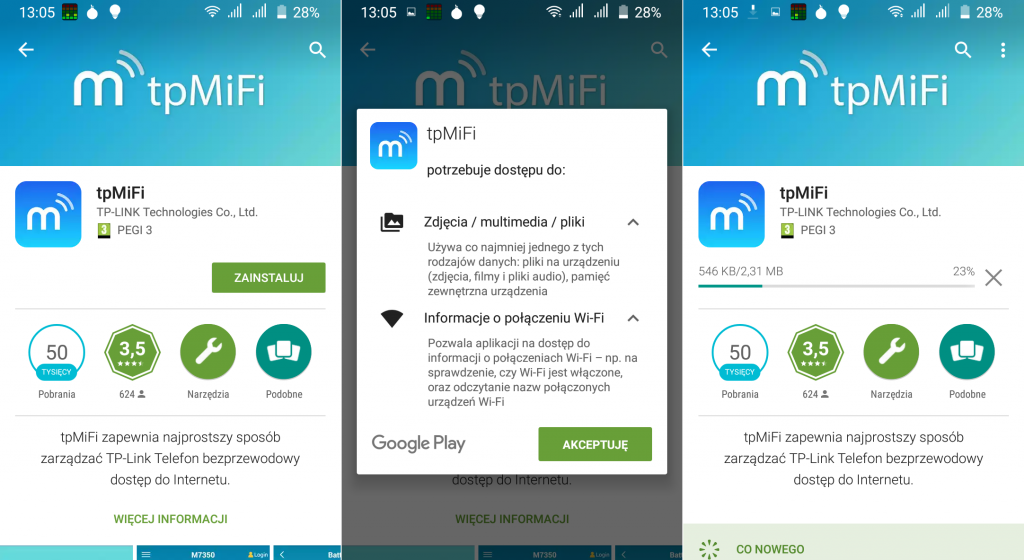 13:05 28%
m tpMiFi
m
tpMiFi
TP-LINK Technologies Co., Ltd.
3 PEGI 3
ZAINSTALUJ
50
TYSIĘCY
3,5
Pobrania
624
Narzędzia
Podobne
tpMiFi zapewnia najprostszy sposób
zarządzać TP-Link Telefon bezprzewodowy
dostęp do Internetu.
WIĘCEJ INFORMACJI
M7350 Login
Batt
13:05 28%
m tpMiFi
m
tpMiFi
potrzebuje dostępu do:
Zdjęcia / multimedia / pliki
Używa co najmniej jednego z tych
rodzajów danych: pliki na urządzeniu
(zdjęcia, filmy i pliki audio), pamięć
zewnętrzna urządzenia
Informacje o połączeniu Wi-Fi
Pozwala aplikacji na dostęp do
informacji o połączeniach Wi-Fi – np. na
sprawdzenie, czy Wi-Fi jest włączone,
oraz odczytanie nazw połączonych
urządzeń Wi-Fi
Google Play
AKCEPTUJĘ
dostęp do Internetu.
WIĘCEJ INFORMACJI
M7350 Login
Batt
13:05 28%
m tpMiFi
m
tpMiFi
TP-LINK Technologies Co., Ltd.
3 PEGI 3
546 KB/2,31 MB 23%
50
TYSIĘCY
3,5
Pobrania
624
Narzędzia
Podobne
tpMiFi zapewnia najprostszy sposób
zarządzać TP-Link Telefon bezprzewodowy
dostęp do Internetu.
CO NOWEGO